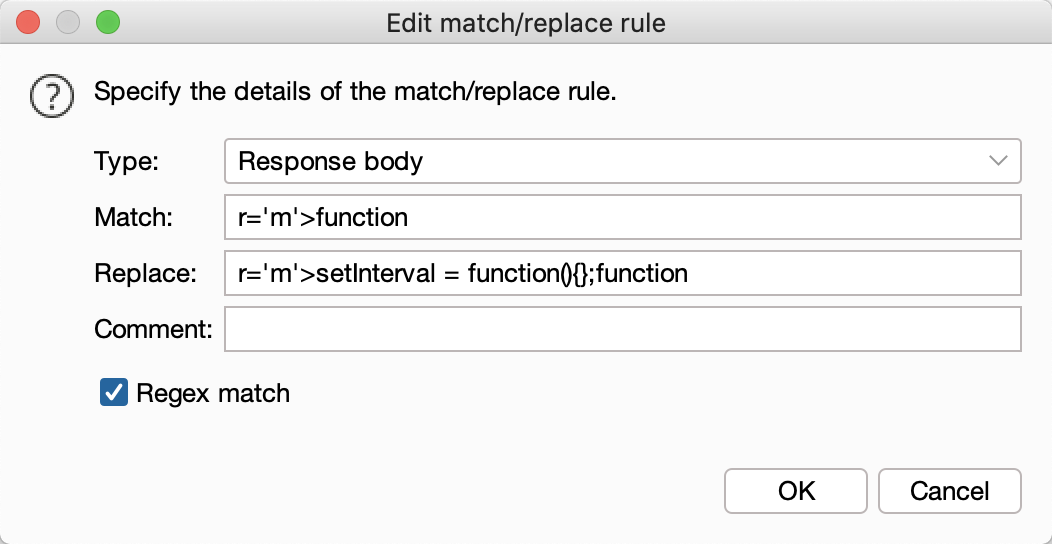 Edit match/replace rule
? Specify the details of the match/replace rule.
Type: Response body
Match: r='m'>function
Replace: r='m'>setInterval = function(){};function
Comment:
Regex match
OK Cancel